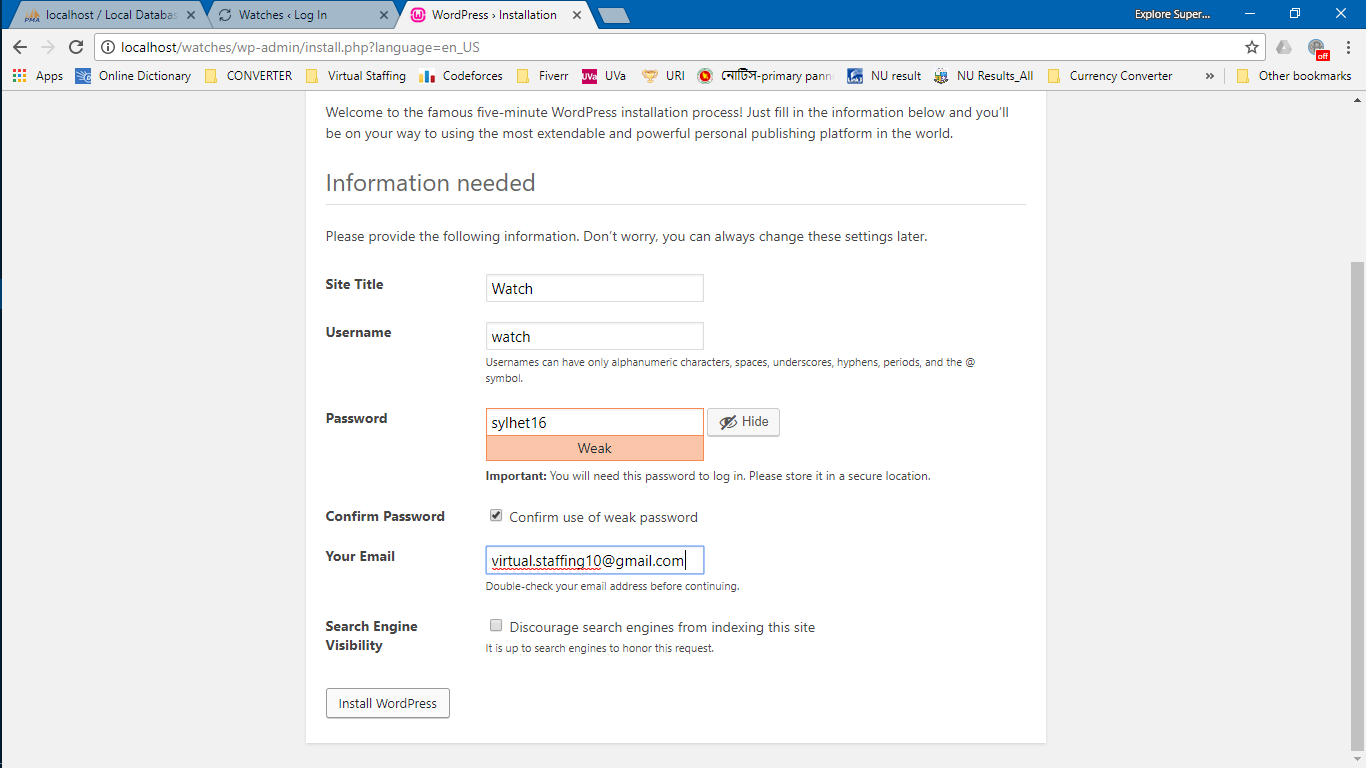 localhost / Local Databas
Watches ‹ Log In
WordPress › Installation
Explore Super...
localhost/watches/wp-admin/install.php?language=en_US
off
Apps
Online Dictionary
CONVERTER
Virtual Staffing
Codeforces
Fiverr
UVa
UVa
URI
নোটিস-primary pann
NU result
NU Results_All
Currency Converter
»
Other bookmarks
Welcome to the famous five-minute WordPress installation process! Just fill in the information below and you’ll
be on your way to using the most extendable and powerful personal publishing platform in the world.
Information needed
Please provide the following information. Don’t worry, you can always change these settings later.
Site Title
Watch
Username
watch
Usernames can have only alphanumeric characters, spaces, underscores, hyphens, periods, and the @
symbol.
Password
sylhet16
Hide
Weak
Important: You will need this password to log in. Please store it in a secure location.
Confirm Password
Confirm use of weak password
Your Email
virtual.staffing10@gmail.com
Double-check your email address before continuing.
Search Engine
Visibility
Discourage search engines from indexing this site
It is up to search engines to honor this request.
Install WordPress